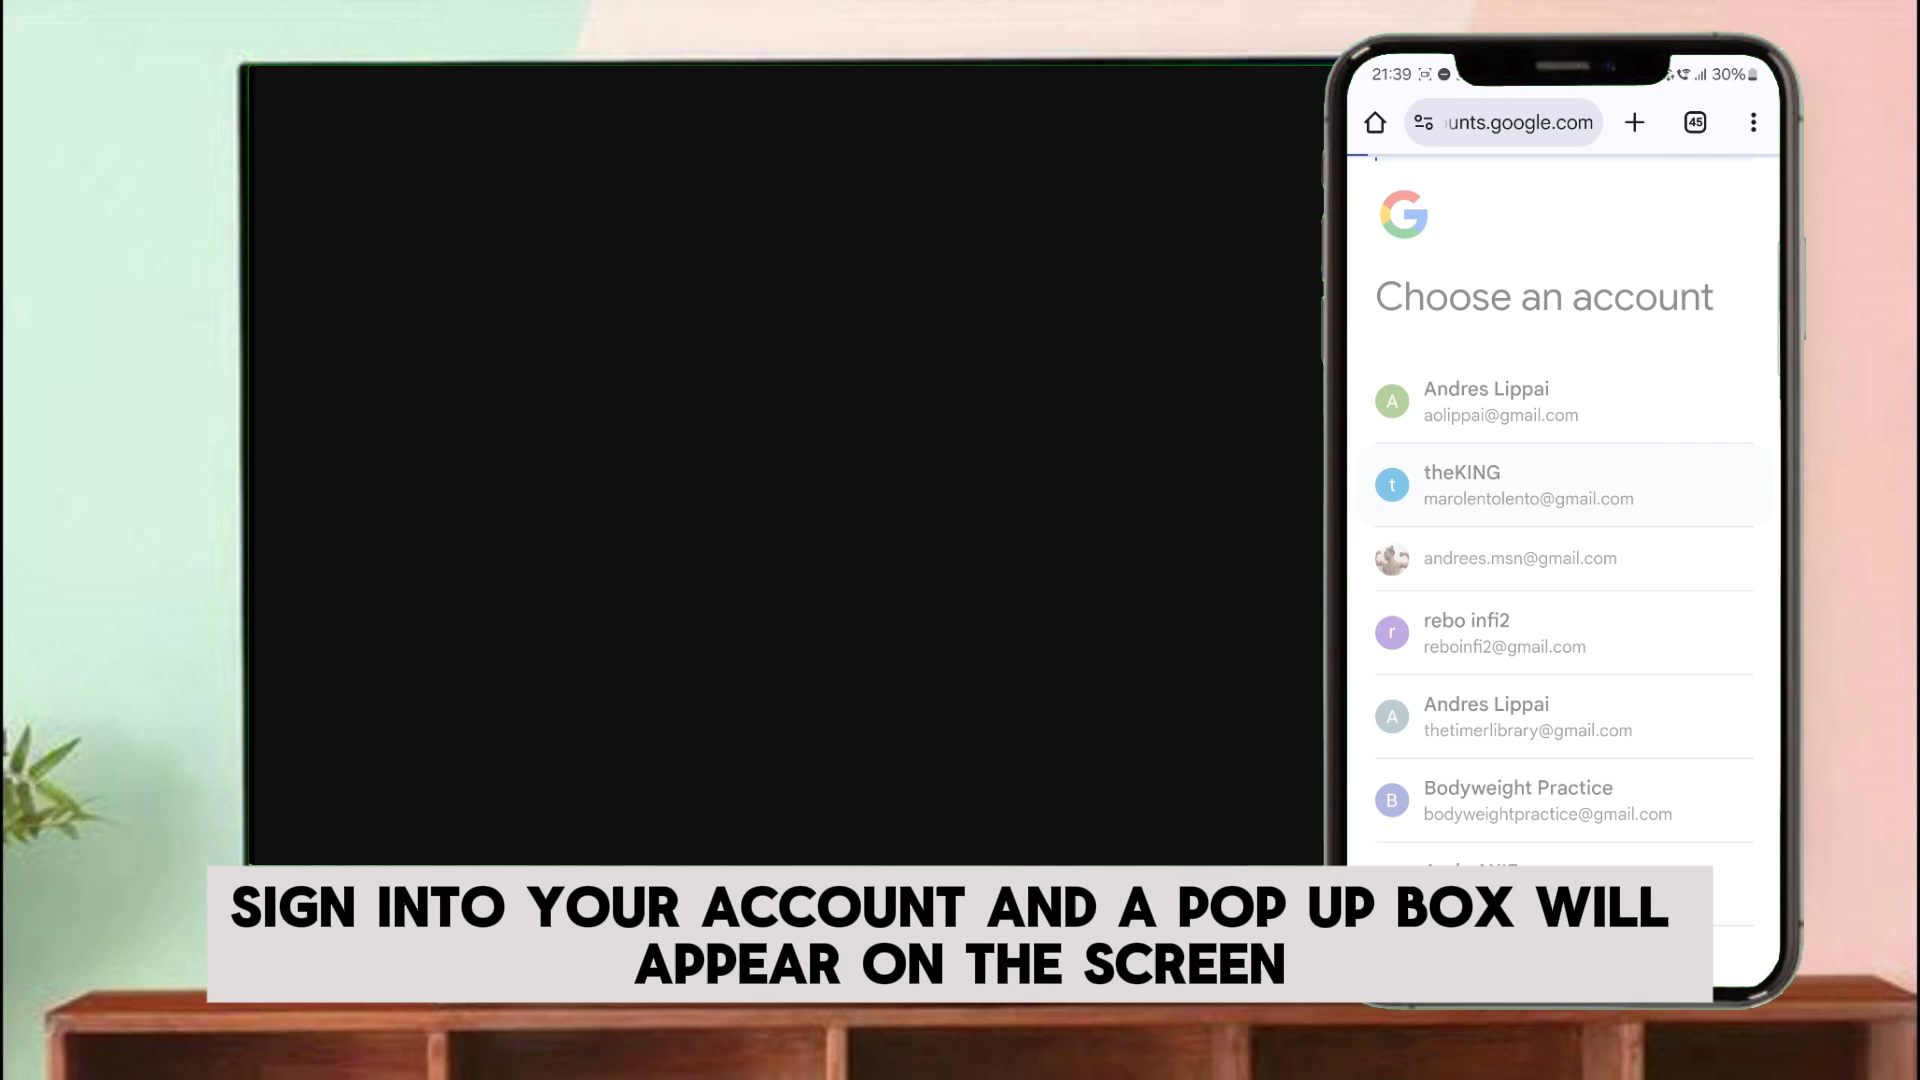 21:39
30%
unts.google.com
45
G
Choose an account
A
Andres Lippai
aolippai@gmail.com
t
theKING
marolentolento@gmail.com
andrees.msn@gmail.com
r
rebo infi2
reboinfi2@gmail.com
A
Andres Lippai
thetimerlibrary@gmail.com
B
Bodyweight Practice
bodyweightpractice@gmail.com
SIGN INTO YOUR ACCOUNT AND A POP UP BOX WILL
APPEAR ON THE SCREEN